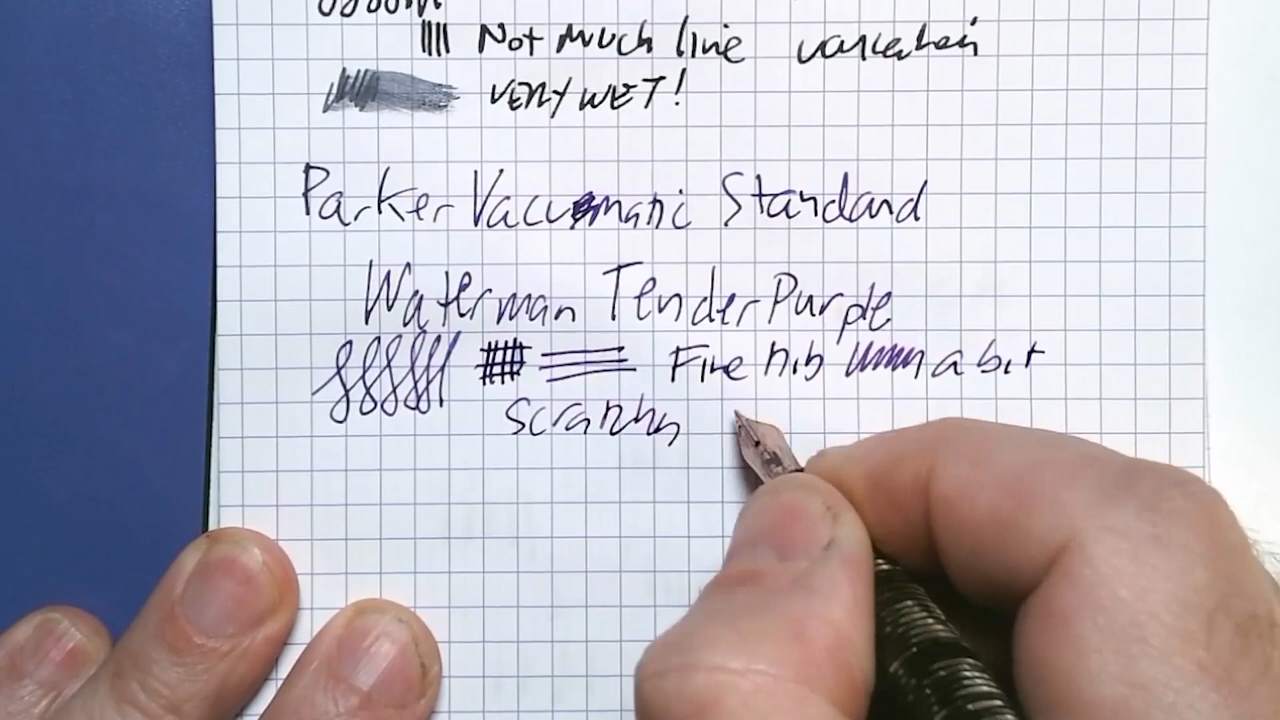 Not much line variation
VERY WET!
Parker Vacumatic Standard
Waterman Tender Purple
Fine nib a bit
scratchy